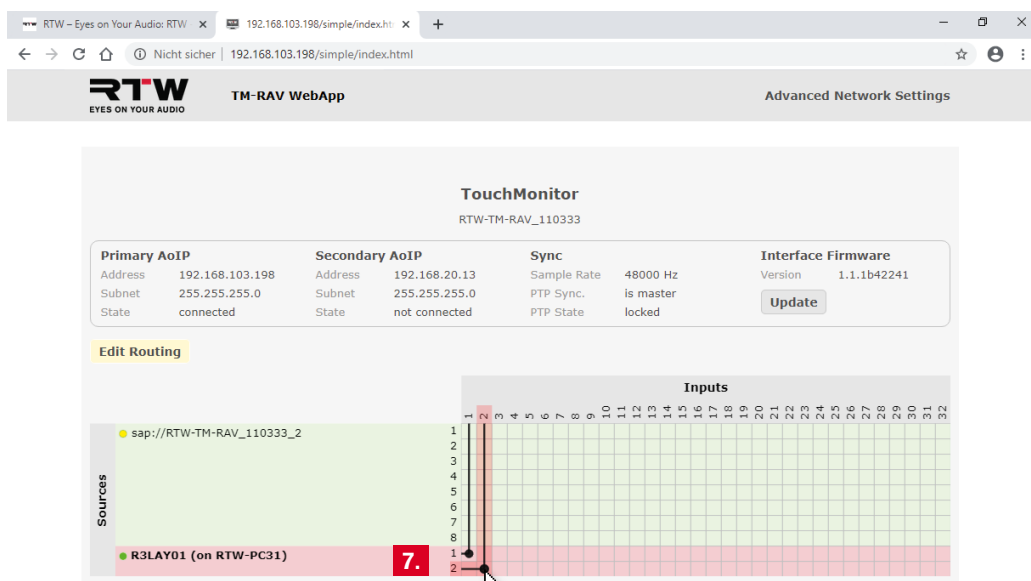 RTW – Eyes on Your Audio: RTW
192.168.103.198/simple/index.ht
Nicht sicher | 192.168.103.198/simple/index.html
RTW
EYES ON YOUR AUDIO
TM-RAV WebApp
Advanced Network Settings
TouchMonitor
RTW-TM-RAV_110333
Primary AoIP
Address 192.168.103.198
Subnet 255.255.255.0
State connected
Secondary AoIP
Address 192.168.20.13
Subnet 255.255.255.0
State not connected
Sync
Sample Rate 48000 Hz
PTP Sync. is master
PTP State locked
Interface Firmware
Version 1.1.1b42241
Update
Edit Routing
Inputs
1 2 3 4 5 6 7 8 9 10 11 12 13 14 15 16 17 18 19 20 21 22 23 24 25 26 27 28 29 30 31 32
Sources
sap://RTW-TM-RAV_110333_2
1
2
3
4
5
6
7
8
R3LAY01 (on RTW-PC31)
7.
1
2